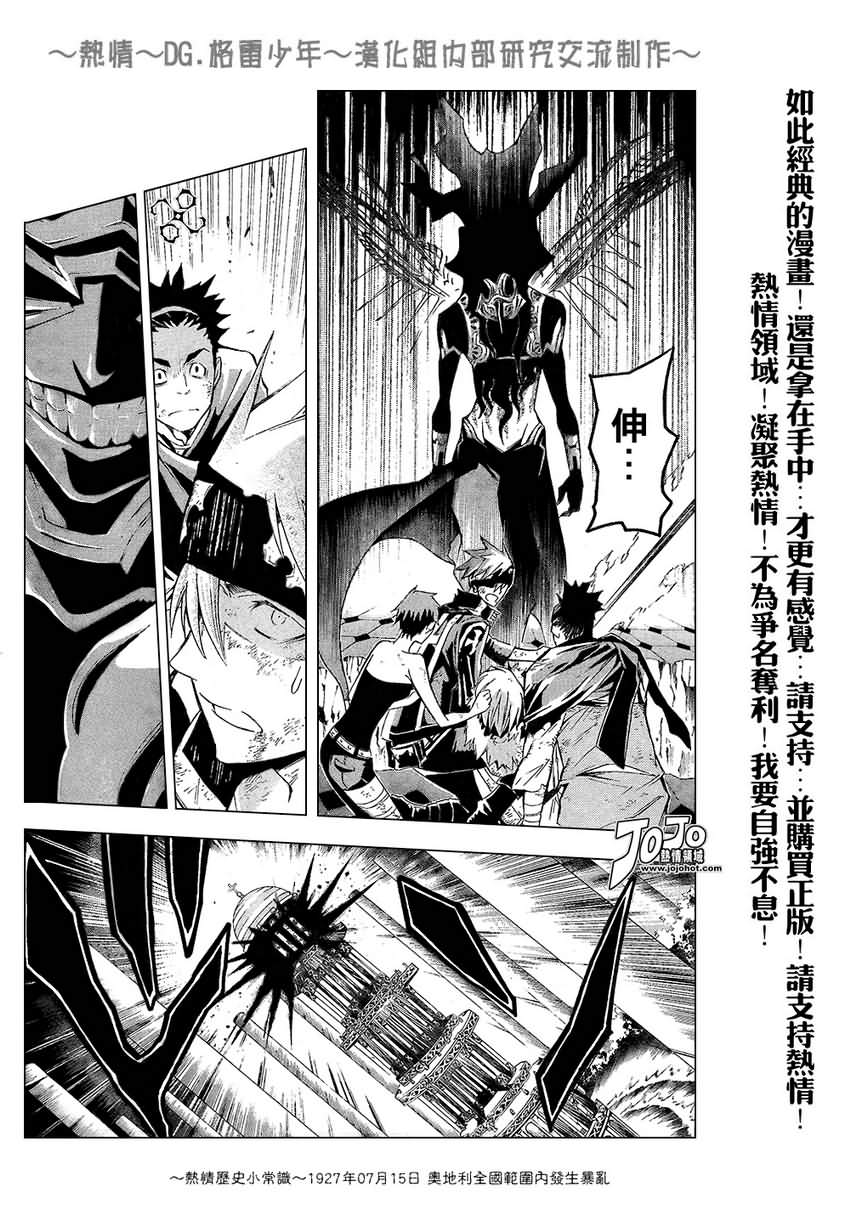 ～熱情～DG.格雷少年～漢化組內部研究交流制作～
如此經典的漫畫！還是拿在手中…才更有感覺…請支持…並購買正版！請支持熱情！
熱情領域！凝聚熱情！不為爭名奪利！我要自強不息！
伸…
JOJO
熱情領域
www.jojohot.com
～熱情歷史小常識～1927年07月15日 奧地利全國範圍內發生暴亂